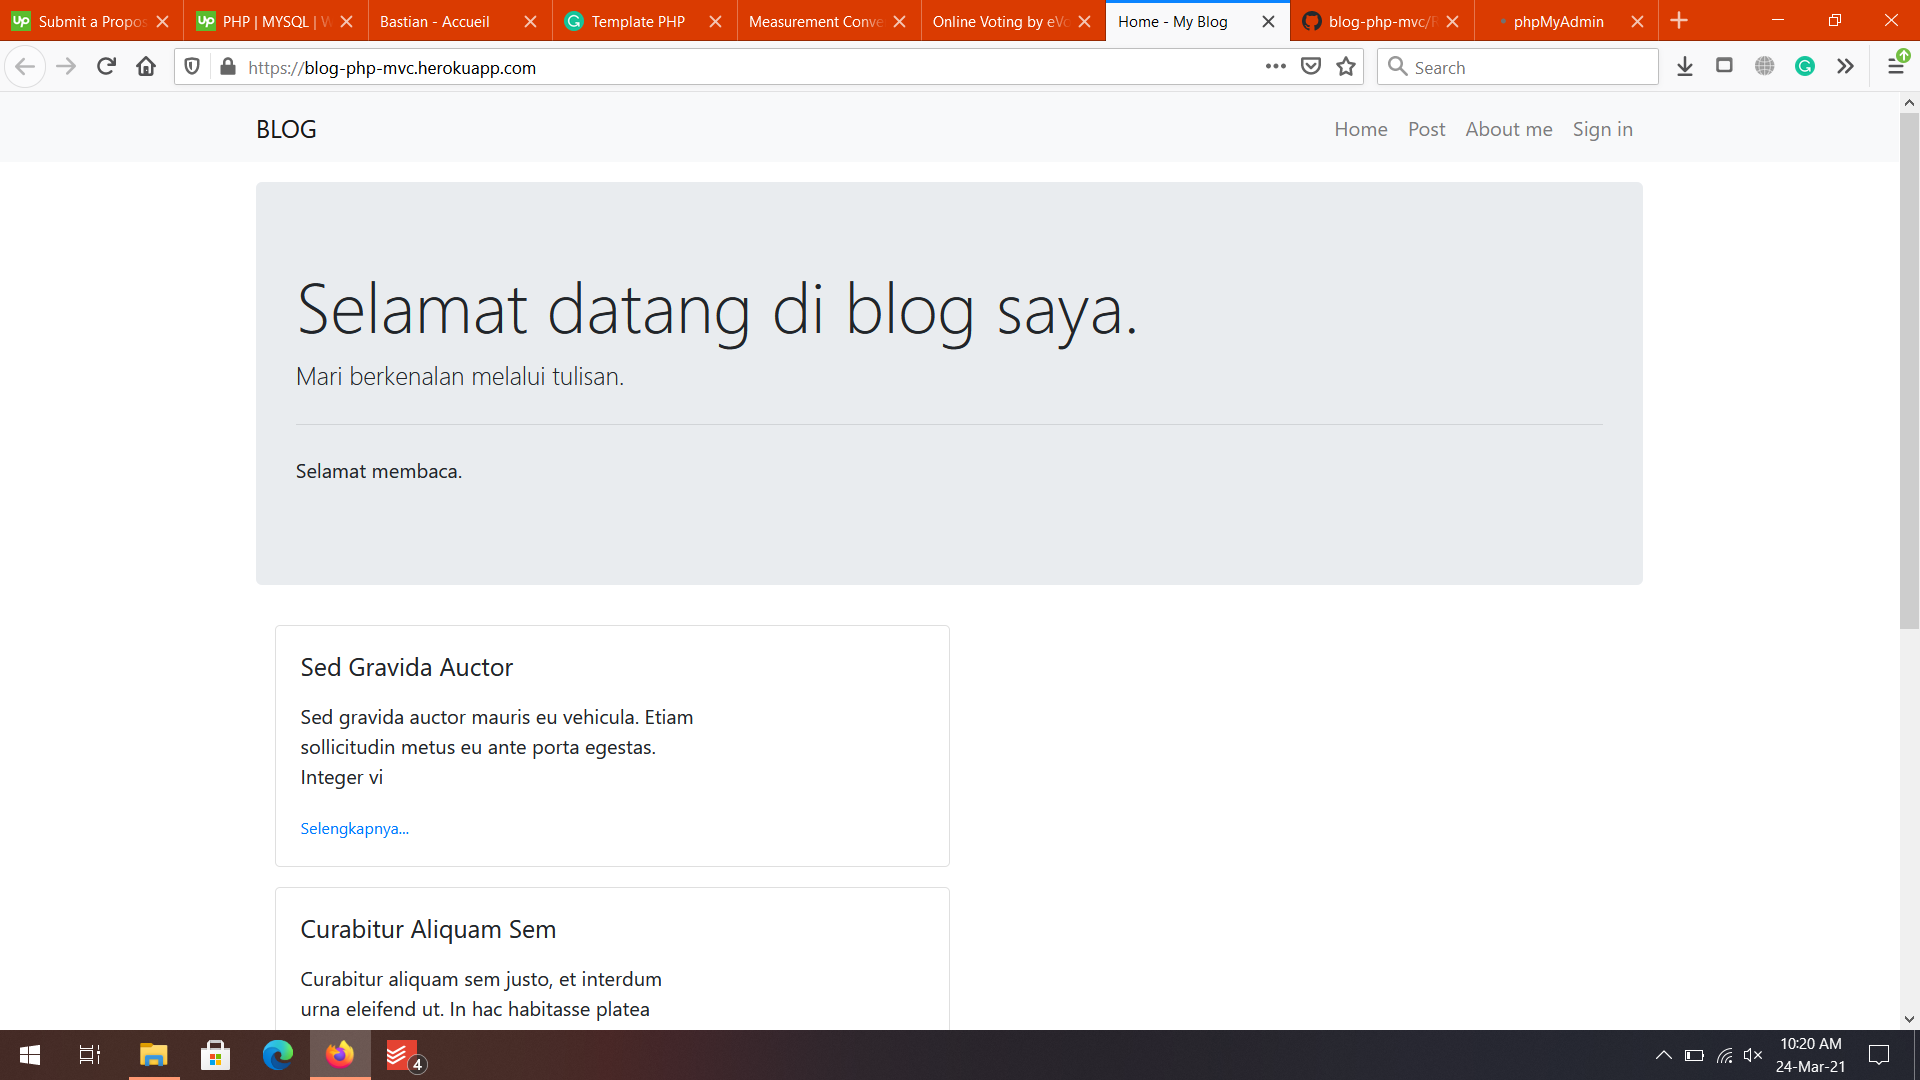 Submit a Propos
PHP | MYSQL | W
Bastian - Accueil
Template PHP
Measurement Conve
Online Voting by eVo
Home - My Blog
blog-php-mvc/F
phpMyAdmin
https://blog-php-mvc.herokuapp.com
Search
BLOG
Home Post About me Sign in
Selamat datang di blog saya.
Mari berkenalan melalui tulisan.
Selamat membaca.
Sed Gravida Auctor
Sed gravida auctor mauris eu vehicula. Etiam
sollicitudin metus eu ante porta egestas.
Integer vi
Selengkapnya...
Curabitur Aliquam Sem
Curabitur aliquam sem justo, et interdum
urna eleifend ut. In hac habitasse platea
4
10:20 AM
24-Mar-21